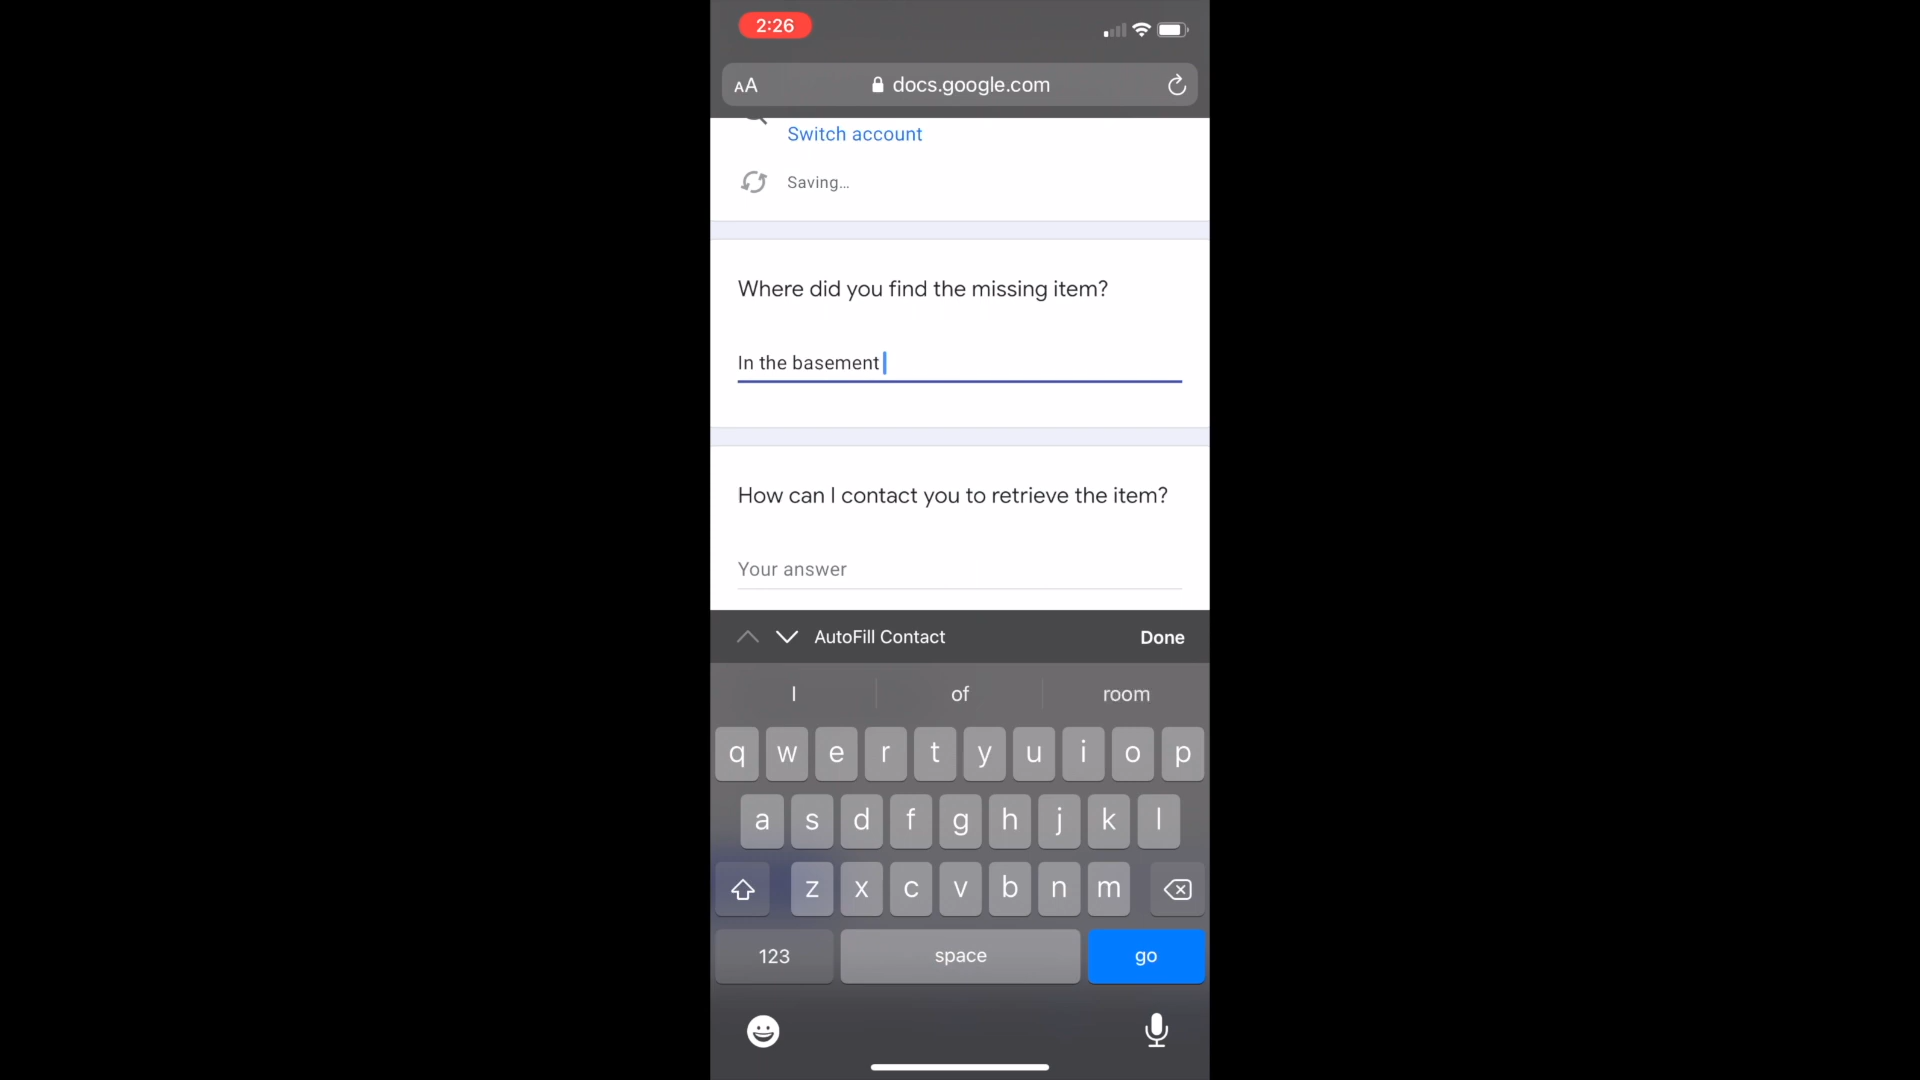 2:26
AA docs.google.com
Switch account
Saving...
Where did you find the missing item?
In the basement
How can I contact you to retrieve the item?
Your answer
AutoFill Contact Done
I of room
q w e r t y u i o p
a s d f g h j k l
z x c v b n m
123 space go